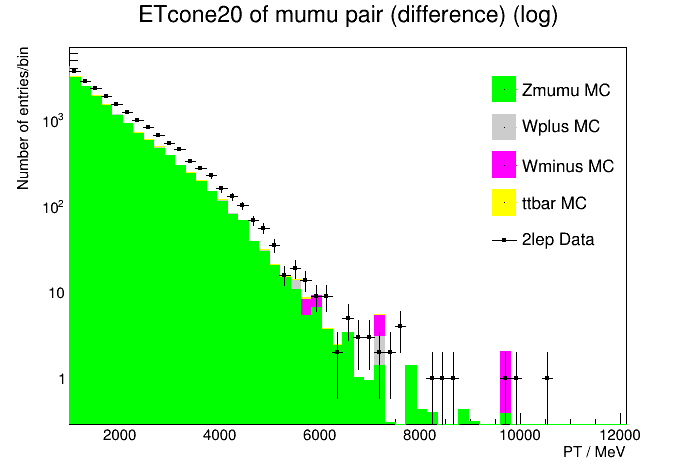 ETcone20 of mumu pair (difference) (log)
Number of entries/bin
10³
10²
10
1
Zmumu MC
Wplus MC
Wminus MC
ttbar MC
2lep Data
2000 4000 6000 8000 10000 12000
PT / MeV